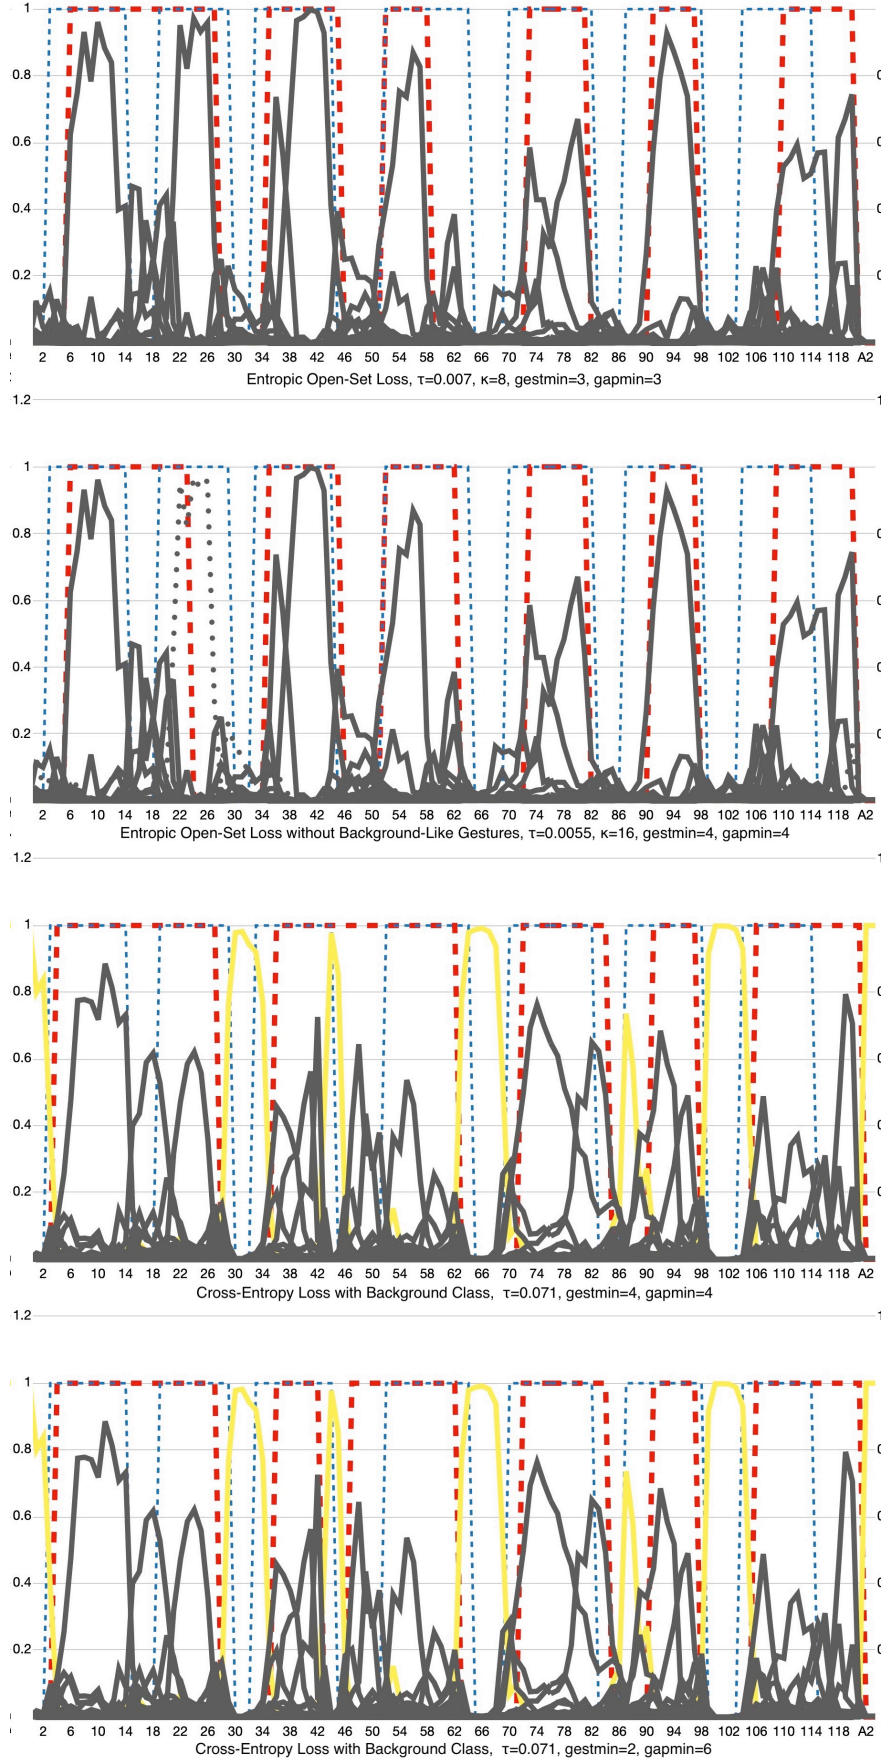 1
0.8
0.6
0.4
0.2
2 6 10 14 18 22 26 30 34 38 42 46 50 54 58 62 66 70 74 78 82 86 90 94 98 102 106 110 114 118 A2
Entropic Open-Set Loss, τ=0.007, κ=8, gestmin=3, gapmin=3
1.2
1
0.8
0.6
0.4
0.2
2 6 10 14 18 22 26 30 34 38 42 46 50 54 58 62 66 70 74 78 82 86 90 94 98 102 106 110 114 118 A2
Entropic Open-Set Loss without Background-Like Gestures, τ=0.0055, κ=16, gestmin=4, gapmin=4
1.2
1
0.8
0.6
0.4
0.2
2 6 10 14 18 22 26 30 34 38 42 46 50 54 58 62 66 70 74 78 82 86 90 94 98 102 106 110 114 118 A2
Cross-Entropy Loss with Background Class, τ=0.071, gestmin=4, gapmin=4
1.2
1
0.8
0.6
0.4
0.2
2 6 10 14 18 22 26 30 34 38 42 46 50 54 58 62 66 70 74 78 82 86 90 94 98 102 106 110 114 118 A2
Cross-Entropy Loss with Background Class, τ=0.071, gestmin=2, gapmin=6